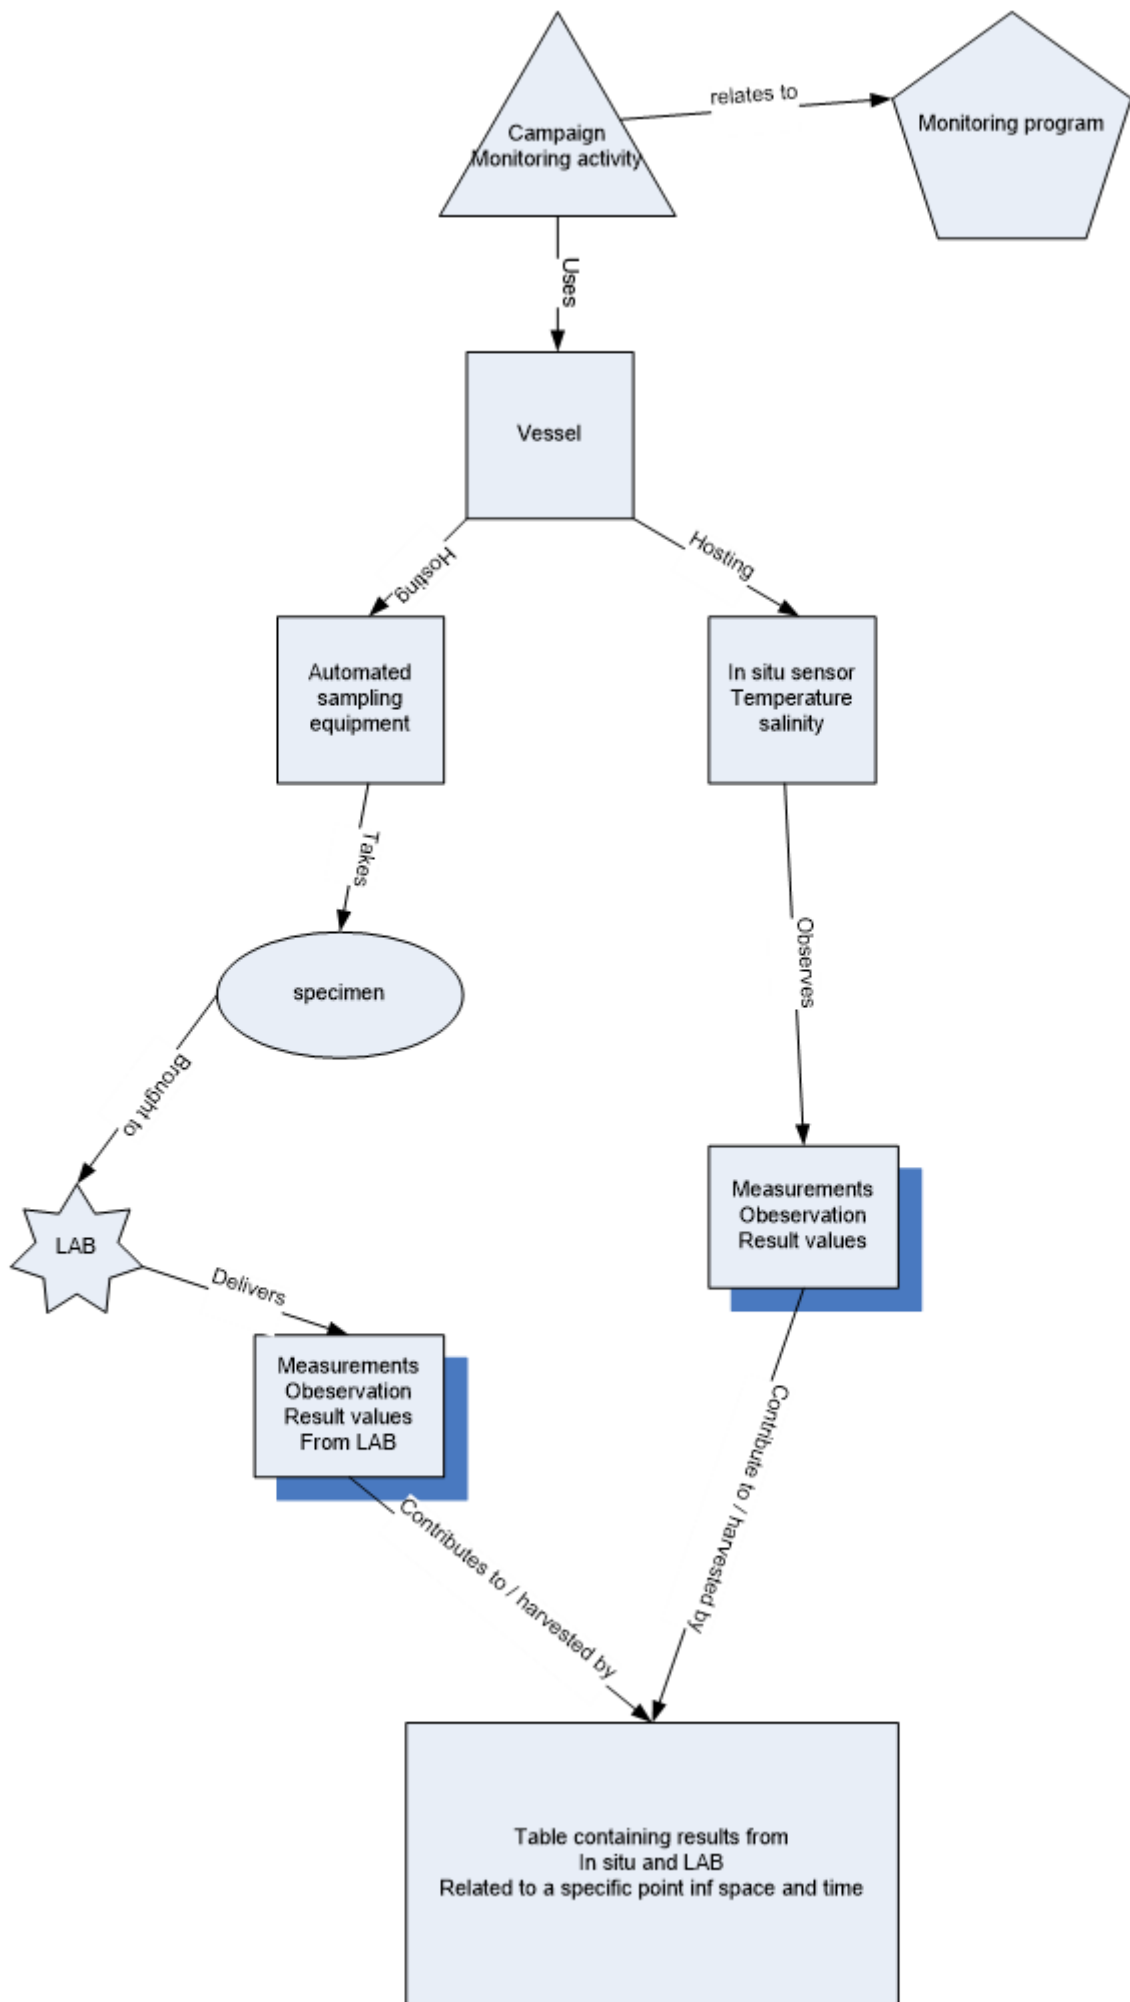 Campaign
Monitoring activity
relates to
Monitoring program
Uses
Vessel
Hosting
Hosting
Automated
sampling
equipment
In situ sensor
Temperature
salinity
Takes
Observes
specimen
Brought to
LAB
Measurements
Obeservation
Result values
Delivers
Measurements
Obeservation
Result values
From LAB
Contributes to / harvested by
Contribute to / harvested by
Table containing results from
In situ and LAB
Related to a specific point inf space and time